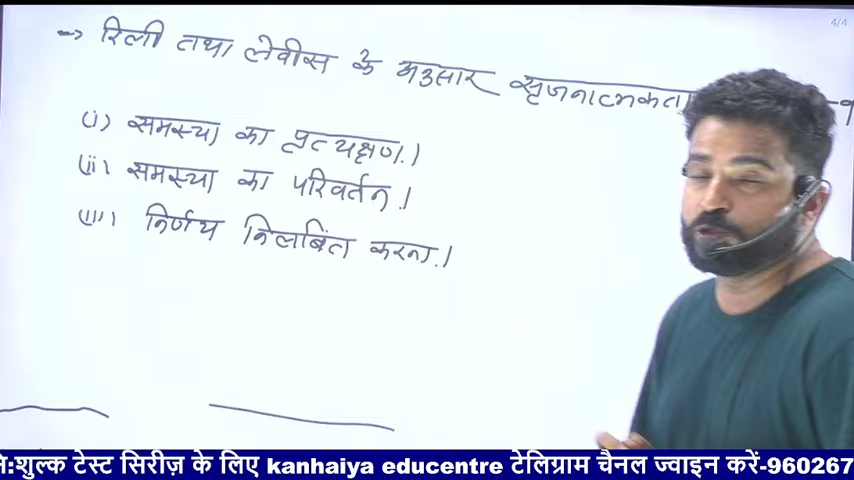 4/4
→ रिली तथा लेवीस के अनुसार सृजनात्मकता
(i) समस्या का प्रत्यक्षण।
(ii) समस्या का परिवर्तन।
(iii) निर्णय निलबिंत करना।
:शुल्क टेस्ट सिरीज़ के लिए kanhaiya educentre टेलिग्राम चैनल ज्वाइन करें-960267